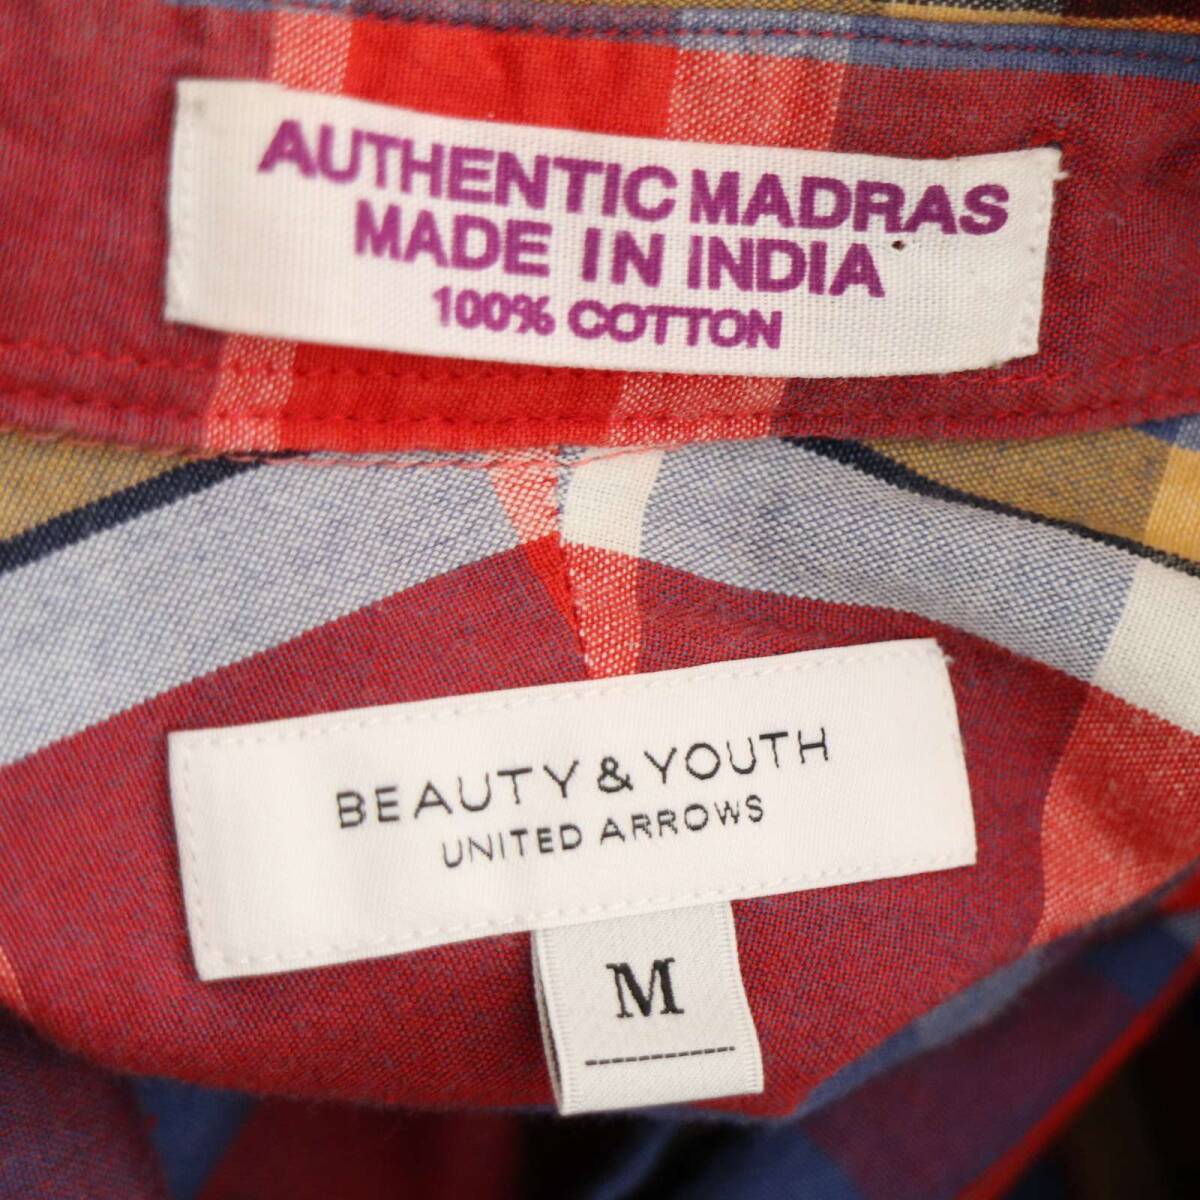 AUTHENTIC MADRAS
MADE IN INDIA
100% COTTON
BEAUTY & YOUTH
UNITED ARROWS
M